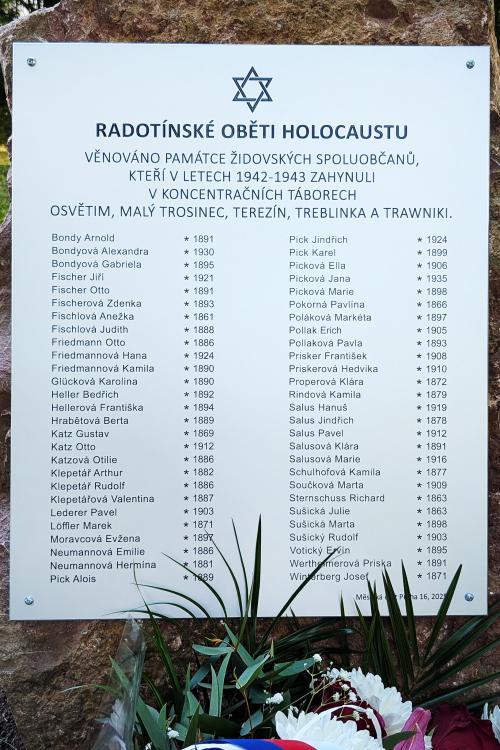 RADOTÍNSKÉ OBĚTI HOLOCAUSTU
VĚNOVÁNO PAMÁTCE ŽIDOVSKÝCH SPOLUOBČANŮ,
KTEŘÍ V LETECH 1942-1943 ZAHYNULI
V KONCENTRAČNÍCH TÁBORECH
OSVĚTIM, MALÝ TROSINEC, TEREZÍN, TREBLINKA A TRAWNIKI.
Bondy Arnold * 1891
Bondyová Alexandra * 1930
Bondyová Gabriela * 1895
Fischer Jiří * 1921
Fischer Otto * 1891
Fischerová Zdenka * 1893
Fischlová Anežka * 1861
Fischlová Judith * 1888
Friedmann Otto * 1886
Friedmannová Hana * 1924
Friedmannová Kamila * 1890
Glücková Karolina * 1890
Heller Bedřich * 1892
Hellerová Františka * 1894
Hrabětová Berta * 1889
Katz Gustav * 1869
Katz Otto * 1912
Katzová Otilie * 1886
Klepetář Arthur * 1882
Klepetář Rudolf * 1886
Klepetářová Valentina * 1887
Lederer Pavel * 1903
Löffler Marek * 1871
Moravcová Evžena * 1897
Neumannová Emilie * 1886
Neumannová Hermína * 1881
Pick Alois * 1889
Pick Jindřich * 1924
Pick Karel * 1899
Picková Ella * 1906
Picková Jana * 1935
Picková Marie * 1898
Pokorná Pavlína * 1866
Poláková Markéta * 1897
Pollak Erich * 1905
Pollaková Pavla * 1893
Prisker František * 1908
Priskerová Hedvika * 1910
Properová Klára * 1872
Rindová Kamila * 1879
Salus Hanuš * 1919
Salus Jindřich * 1878
Salus Pavel * 1912
Salusová Klára * 1891
Salusová Marie * 1916
Schulhofová Kamila * 1877
Součková Marta * 1909
Sternschuss Richard * 1863
Sušická Julie * 1863
Sušická Marta * 1898
Sušický Rudolf * 1903
Votický Ervín * 1895
Wertheimerová Priska * 1891
Winterberg Josef * 1871
Praha 16, 2025